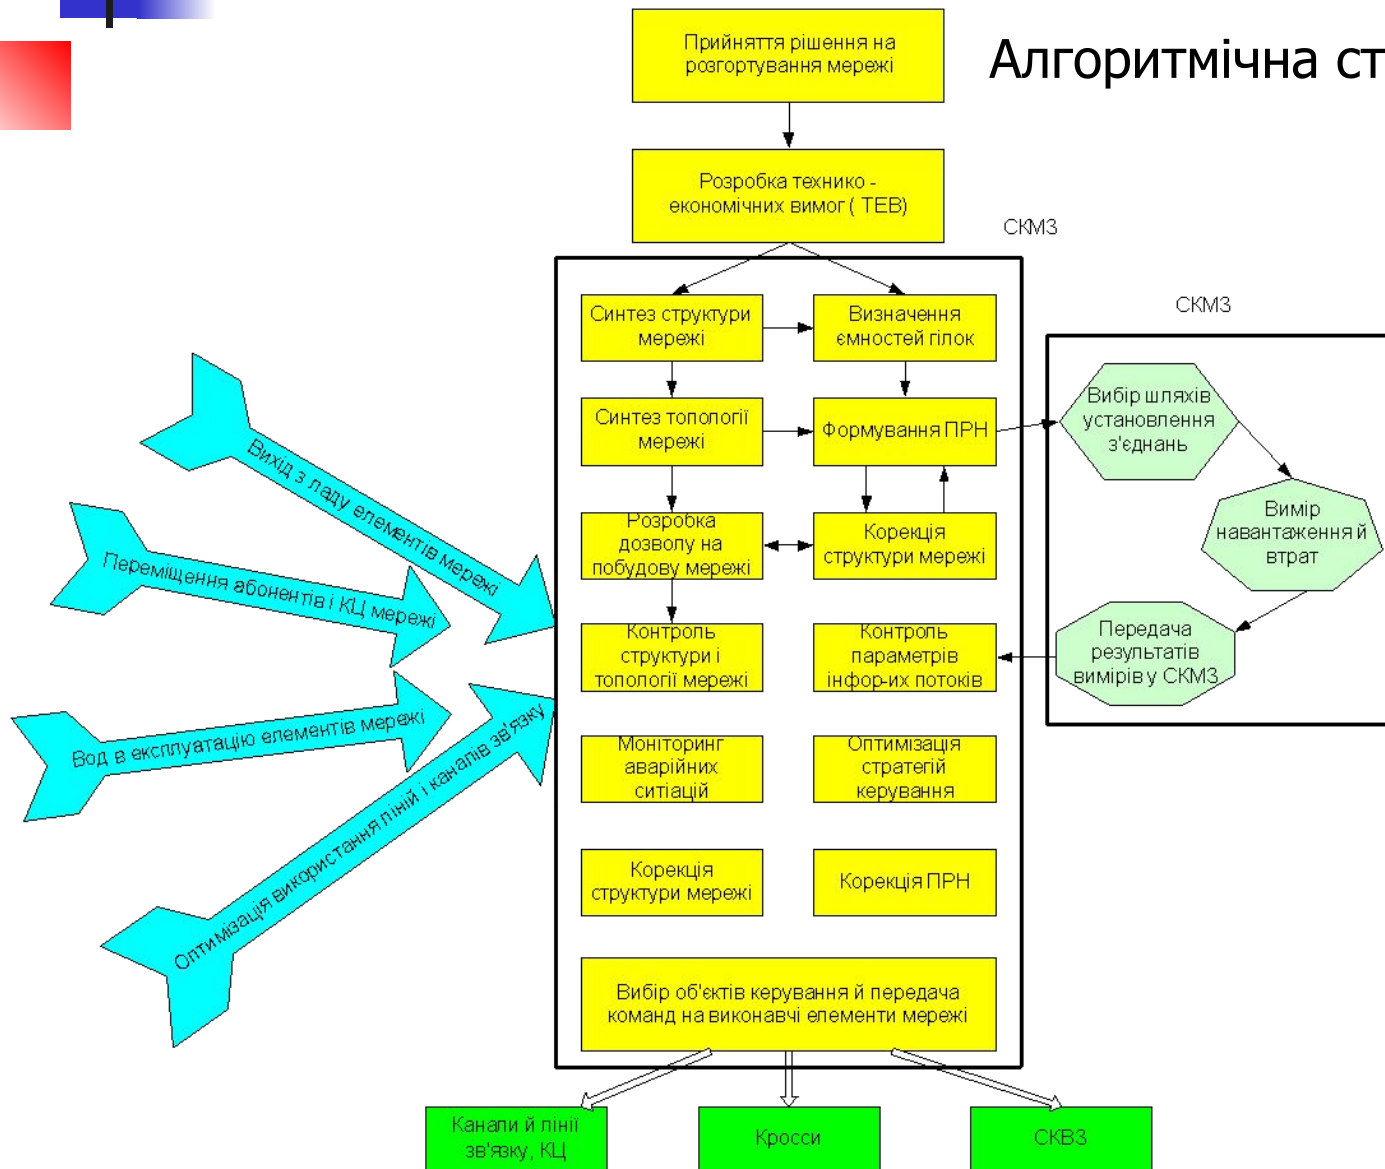 Прийняття рішення на
розгортування мережі
Алгоритмічна ст
Розробка технико -
економічних вимог ( ТЕВ)
СКМЗ
СКМЗ
Синтез структури
мережі
Визначення
ємностей гілок
Синтез топології
мережі
Формування ПРН
Вибір шляхів
установлення
з'єднань
Вимір
навантаження й
втрат
Розробка
дозволу на
побудову мережі
Корекція
структури мережі
Контроль
структури і
топології мережі
Контроль
параметрів
інфор-их потоків
Передача
результатів
вимірів у СКМЗ
Моніторинг
аварійних
ситіацій
Оптимізація
стратегій
керування
Корекція
структури мережі
Корекція ПРН
Вибір об'єктів керування й передача
команд на виконавчі елементи мережі
Вихід з ладу елементів мережі
Переміщення абонентів і КЦ мережі
Вод в експлуатацію елементів мережі
Оптимізація використання ліній і каналів зв'язку
Канали й лінії
зв'язку, КЦ
Кросси
СКВЗ